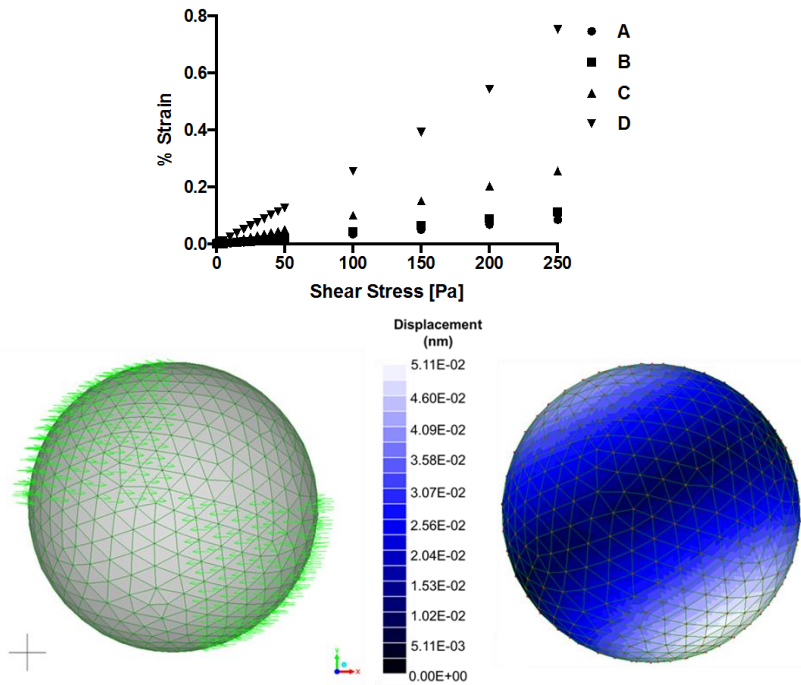 0.8
0.6
0.4
0.2
0.0
% Strain
0 50 100 150 200 250
Shear Stress [Pa]
A
B
C
D
Displacement
(nm)
5.11E-02
4.60E-02
4.09E-02
3.58E-02
3.07E-02
2.56E-02
2.04E-02
1.53E-02
1.02E-02
5.11E-03
0.00E+00
Y
X